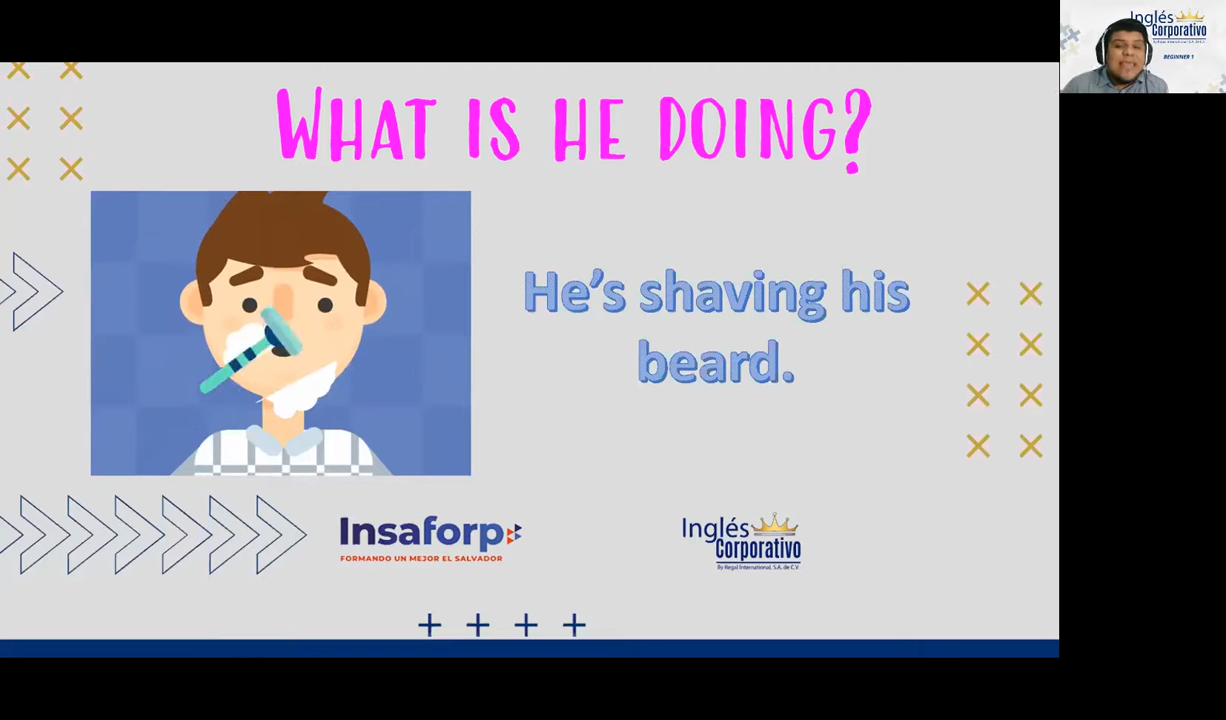 WHAT IS HE DOING?
He's shaving his
beard.
Insaforp
FORMANDO UN MEJOR EL SALVADOR
Inglés
Corporativo
By Regal International, S.A. de C.V.
Inglés
Corporativo
BEGINNER 1